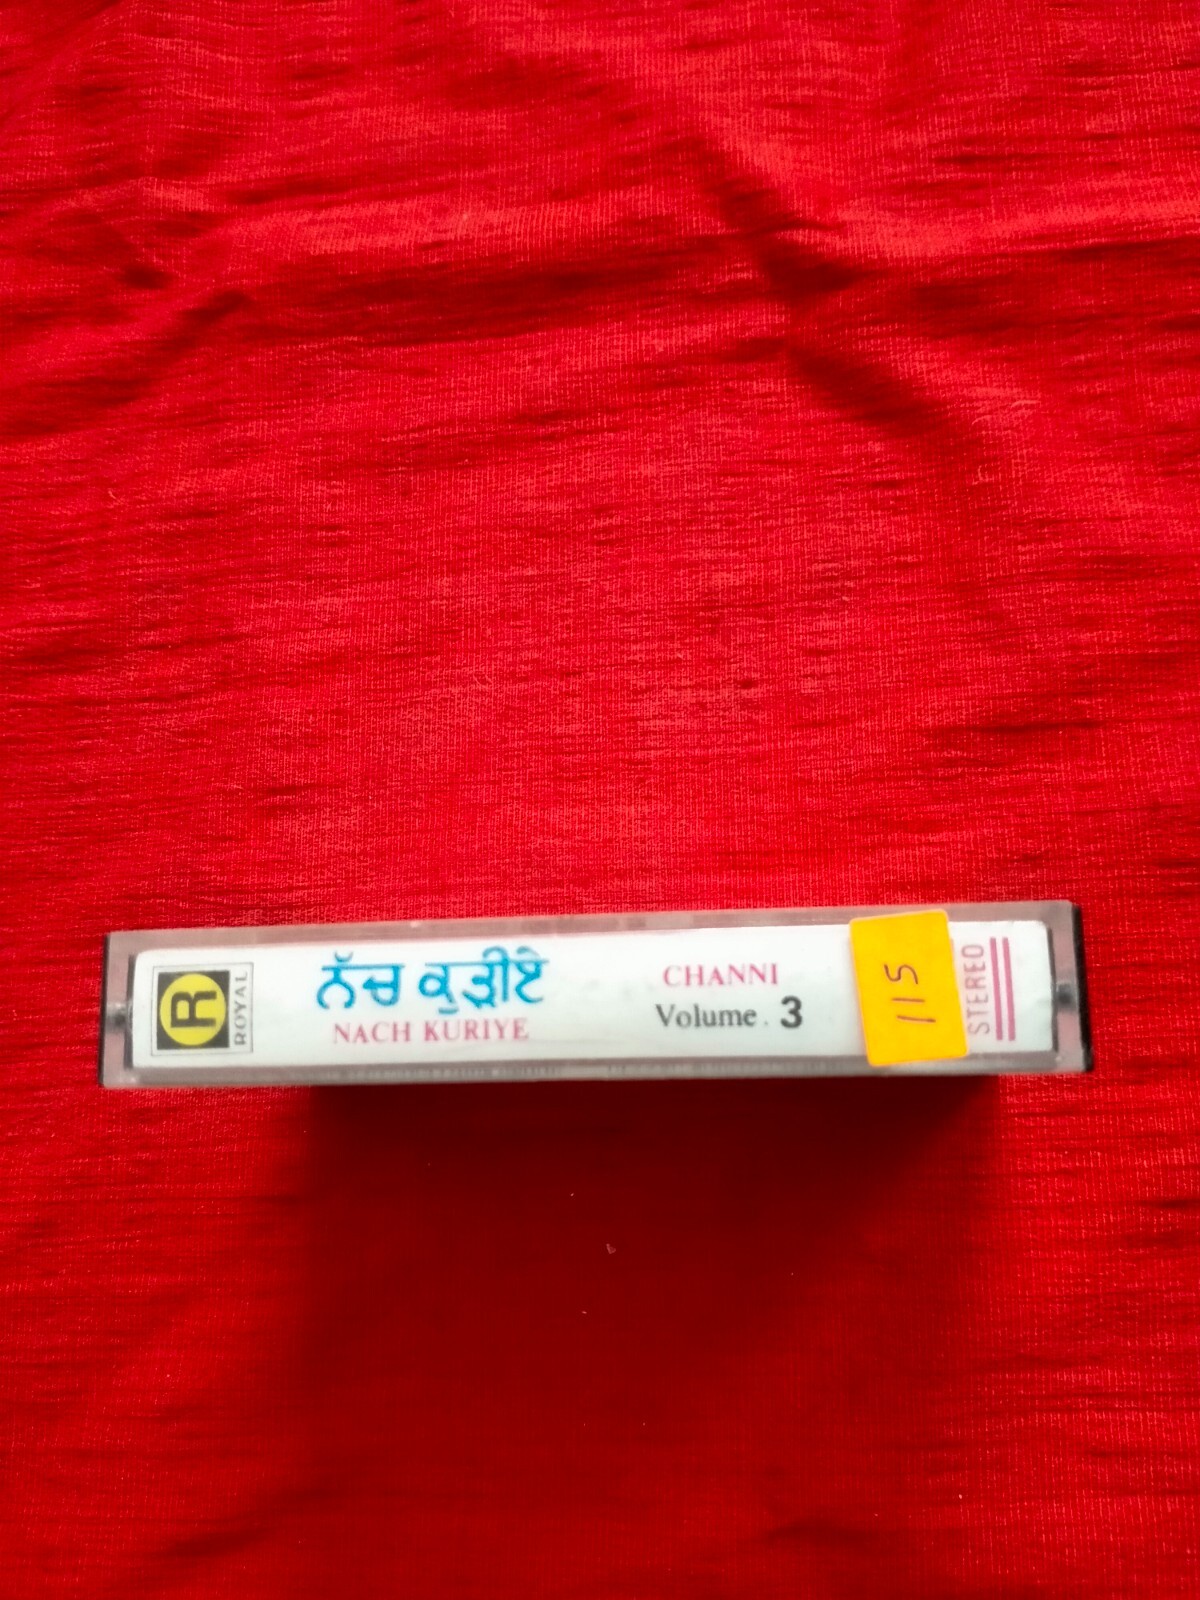 R
ROYAL
ਨੱਚ ਕੁੜੀਏ
NACH KURIYE
CHANNI
Volume. 3
115
STEREO